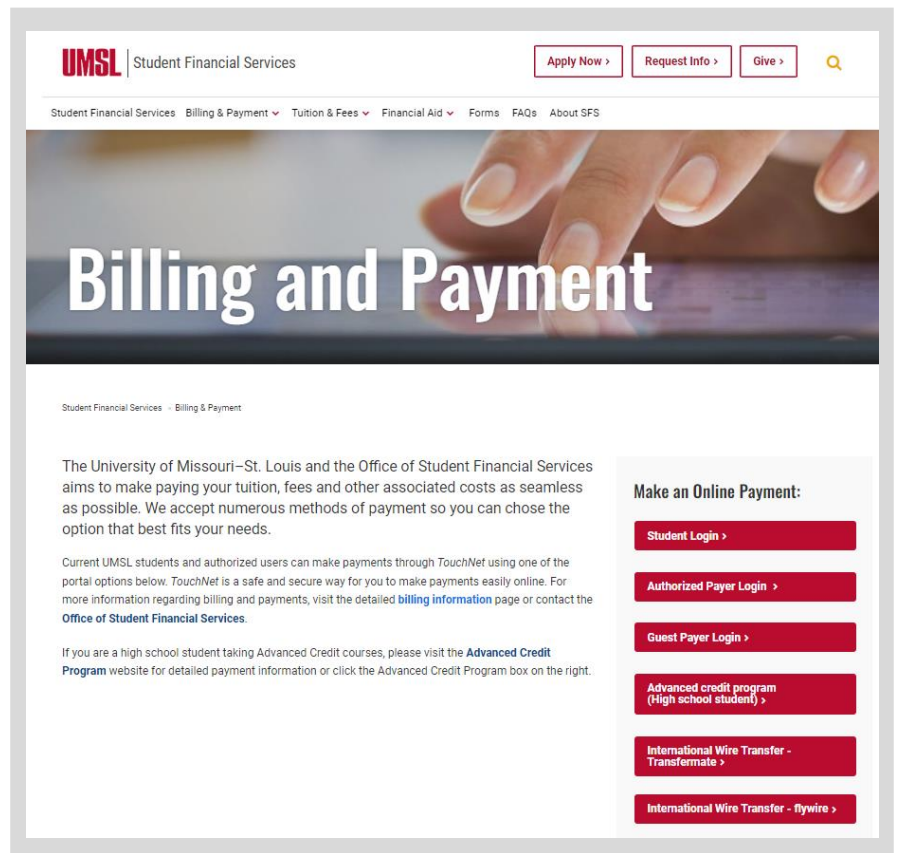 UMSL Student Financial Services
Apply Now › Request Info › Give ›
Student Financial Services Billing & Payment Tuition & Fees Financial Aid Forms FAQs About SFS
Billing and Payment
Student Financial Services › Billing & Payment
The University of Missouri–St. Louis and the Office of Student Financial Services
aims to make paying your tuition, fees and other associated costs as seamless
as possible. We accept numerous methods of payment so you can chose the
option that best fits your needs.
Current UMSL students and authorized users can make payments through TouchNet using one of the
portal options below. TouchNet is a safe and secure way for you to make payments easily online. For
more information regarding billing and payments, visit the detailed billing information page or contact the
Office of Student Financial Services.
If you are a high school student taking Advanced Credit courses, please visit the Advanced Credit
Program website for detailed payment information or click the Advanced Credit Program box on the right.
Make an Online Payment:
Student Login ›
Authorized Payer Login ›
Guest Payer Login ›
Advanced credit program
(High school student) ›
International Wire Transfer -
Transfermate ›
International Wire Transfer - flywire ›